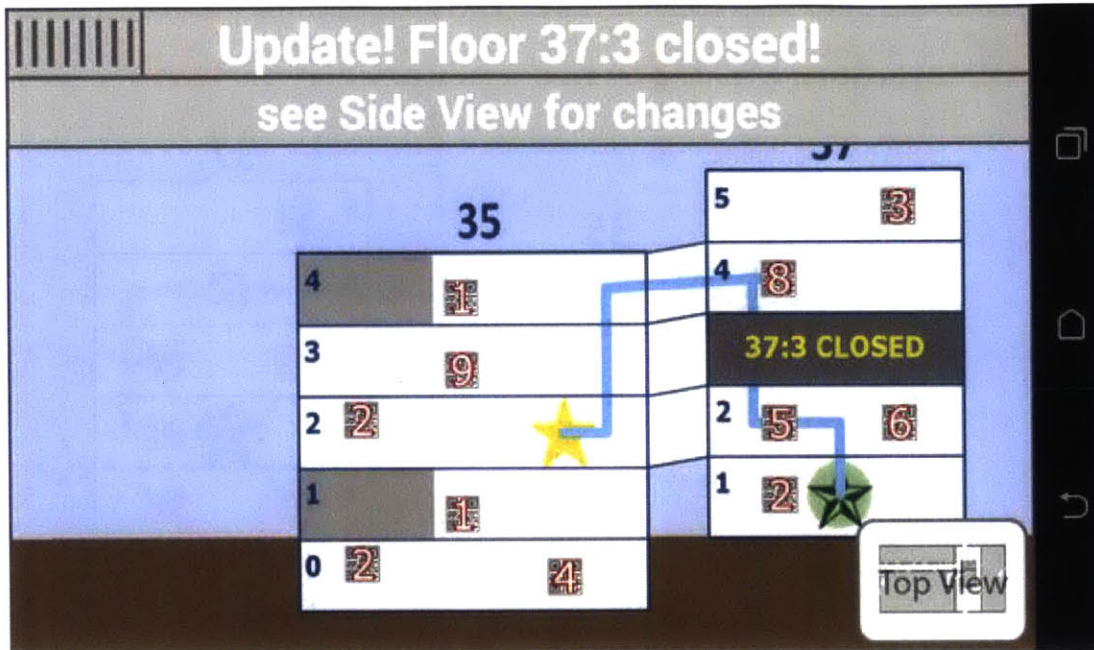 Update! Floor 37:3 closed!
see Side View for changes
37
35
5 3
4 8
37:3 CLOSED
2 5 6
1 2
4 1
3 9
2 2
1 1
0 2 4
Top View